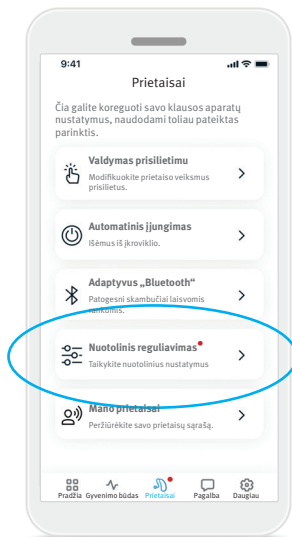 9:41
Prietaisai
Čia galite koreguoti savo klausos aparatų
nustatymus, naudodami toliau pateiktas
parinktis.
Valdymas prisilietimu
Modifikuokite prietaiso veiksmus
prisilietus.
Automatinis įjungimas
Išėmus iš įkroviklio.
Adaptyvus „Bluetooth“
Patogesni skambučiai laisvomis
rankomis.
Nuotolinis reguliavimas
Taikykite nuotolinius nustatymus
Mano prietaisai
Peržiūrėkite savo prietaisų sąrašą.
Pradžia Gyvenimo būdas Prietaisai Pagalba Daugiau